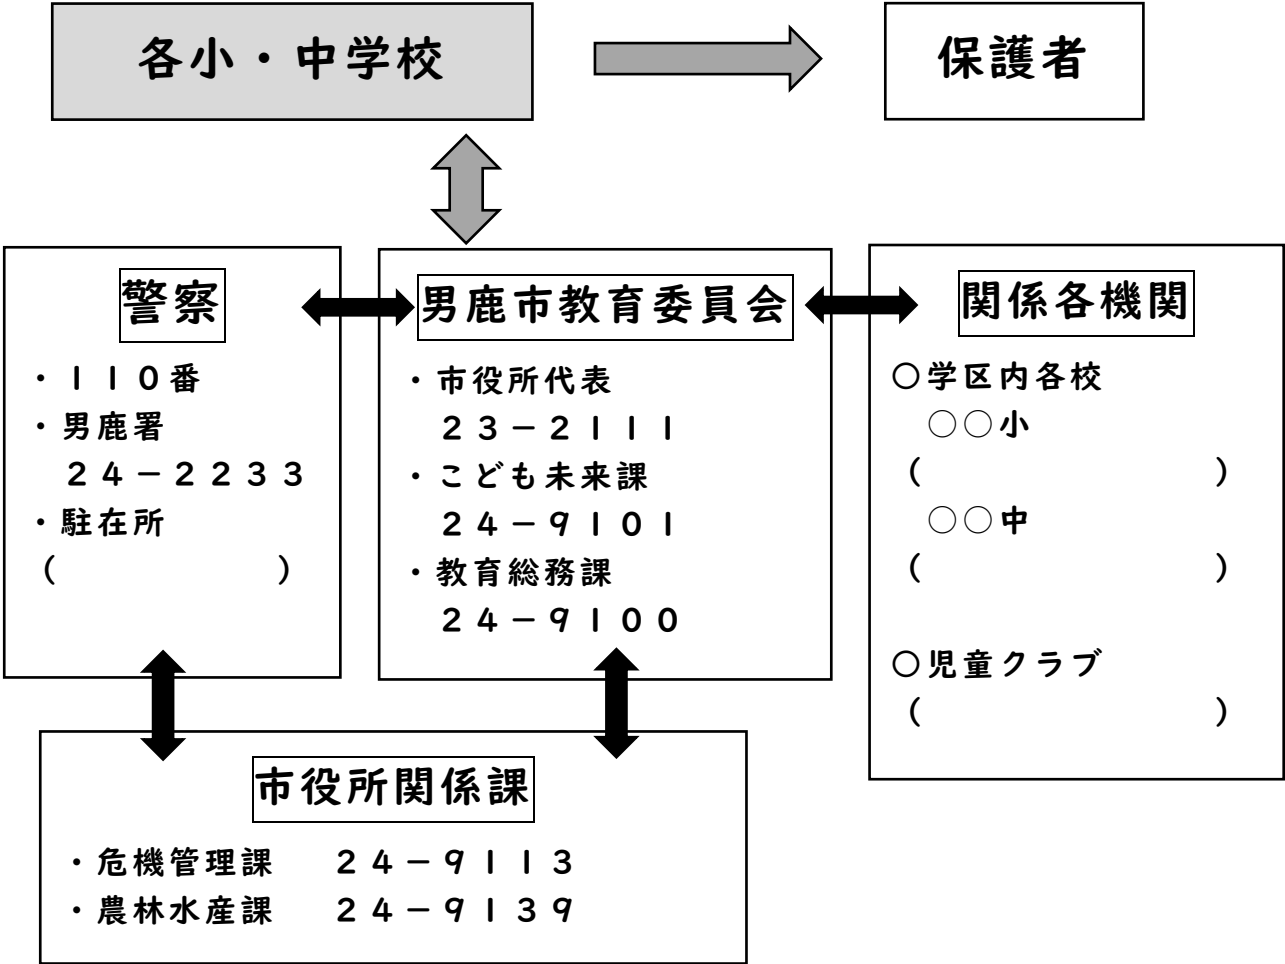 各小・中学校
保護者
警察
・１１０番
・男鹿署
２４－２２３３
・駐在所
（　　　　　　）
男鹿市教育委員会
・市役所代表
２３－２１１１
・こども未来課
２４－９１０１
・教育総務課
２４－９１００
関係各機関
○学区内各校
○○小
（　　　　　　　　）
○○中
（　　　　　　　　）
○児童クラブ
（　　　　　　　　）
市役所関係課
・危機管理課　２４－９１１３
・農林水産課　２４－９１３９